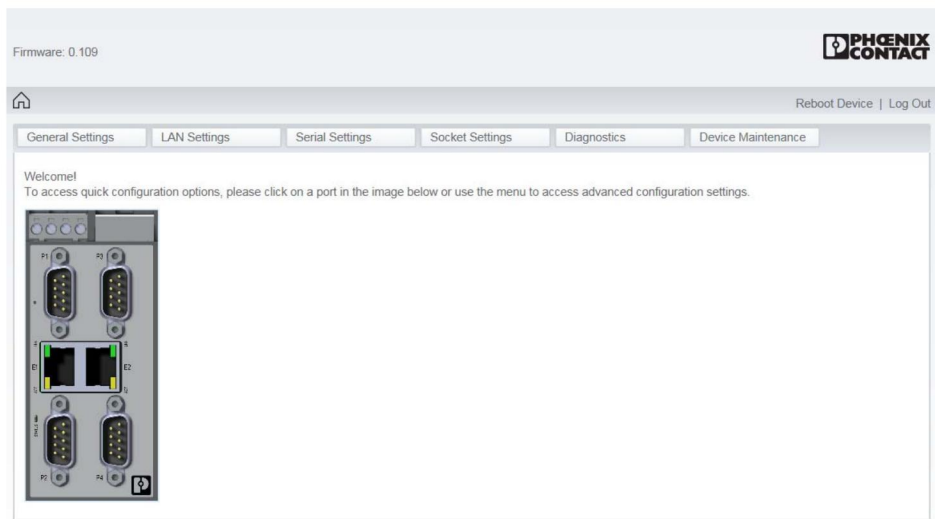 Firmware: 0.109
PHŒNIX
CONTACT
Reboot Device | Log Out
General Settings
LAN Settings
Serial Settings
Socket Settings
Diagnostics
Device Maintenance
Welcome!
To access quick configuration options, please click on a port in the image below or use the menu to access advanced configuration settings.
P1
P3
E1
E2
P2
P4